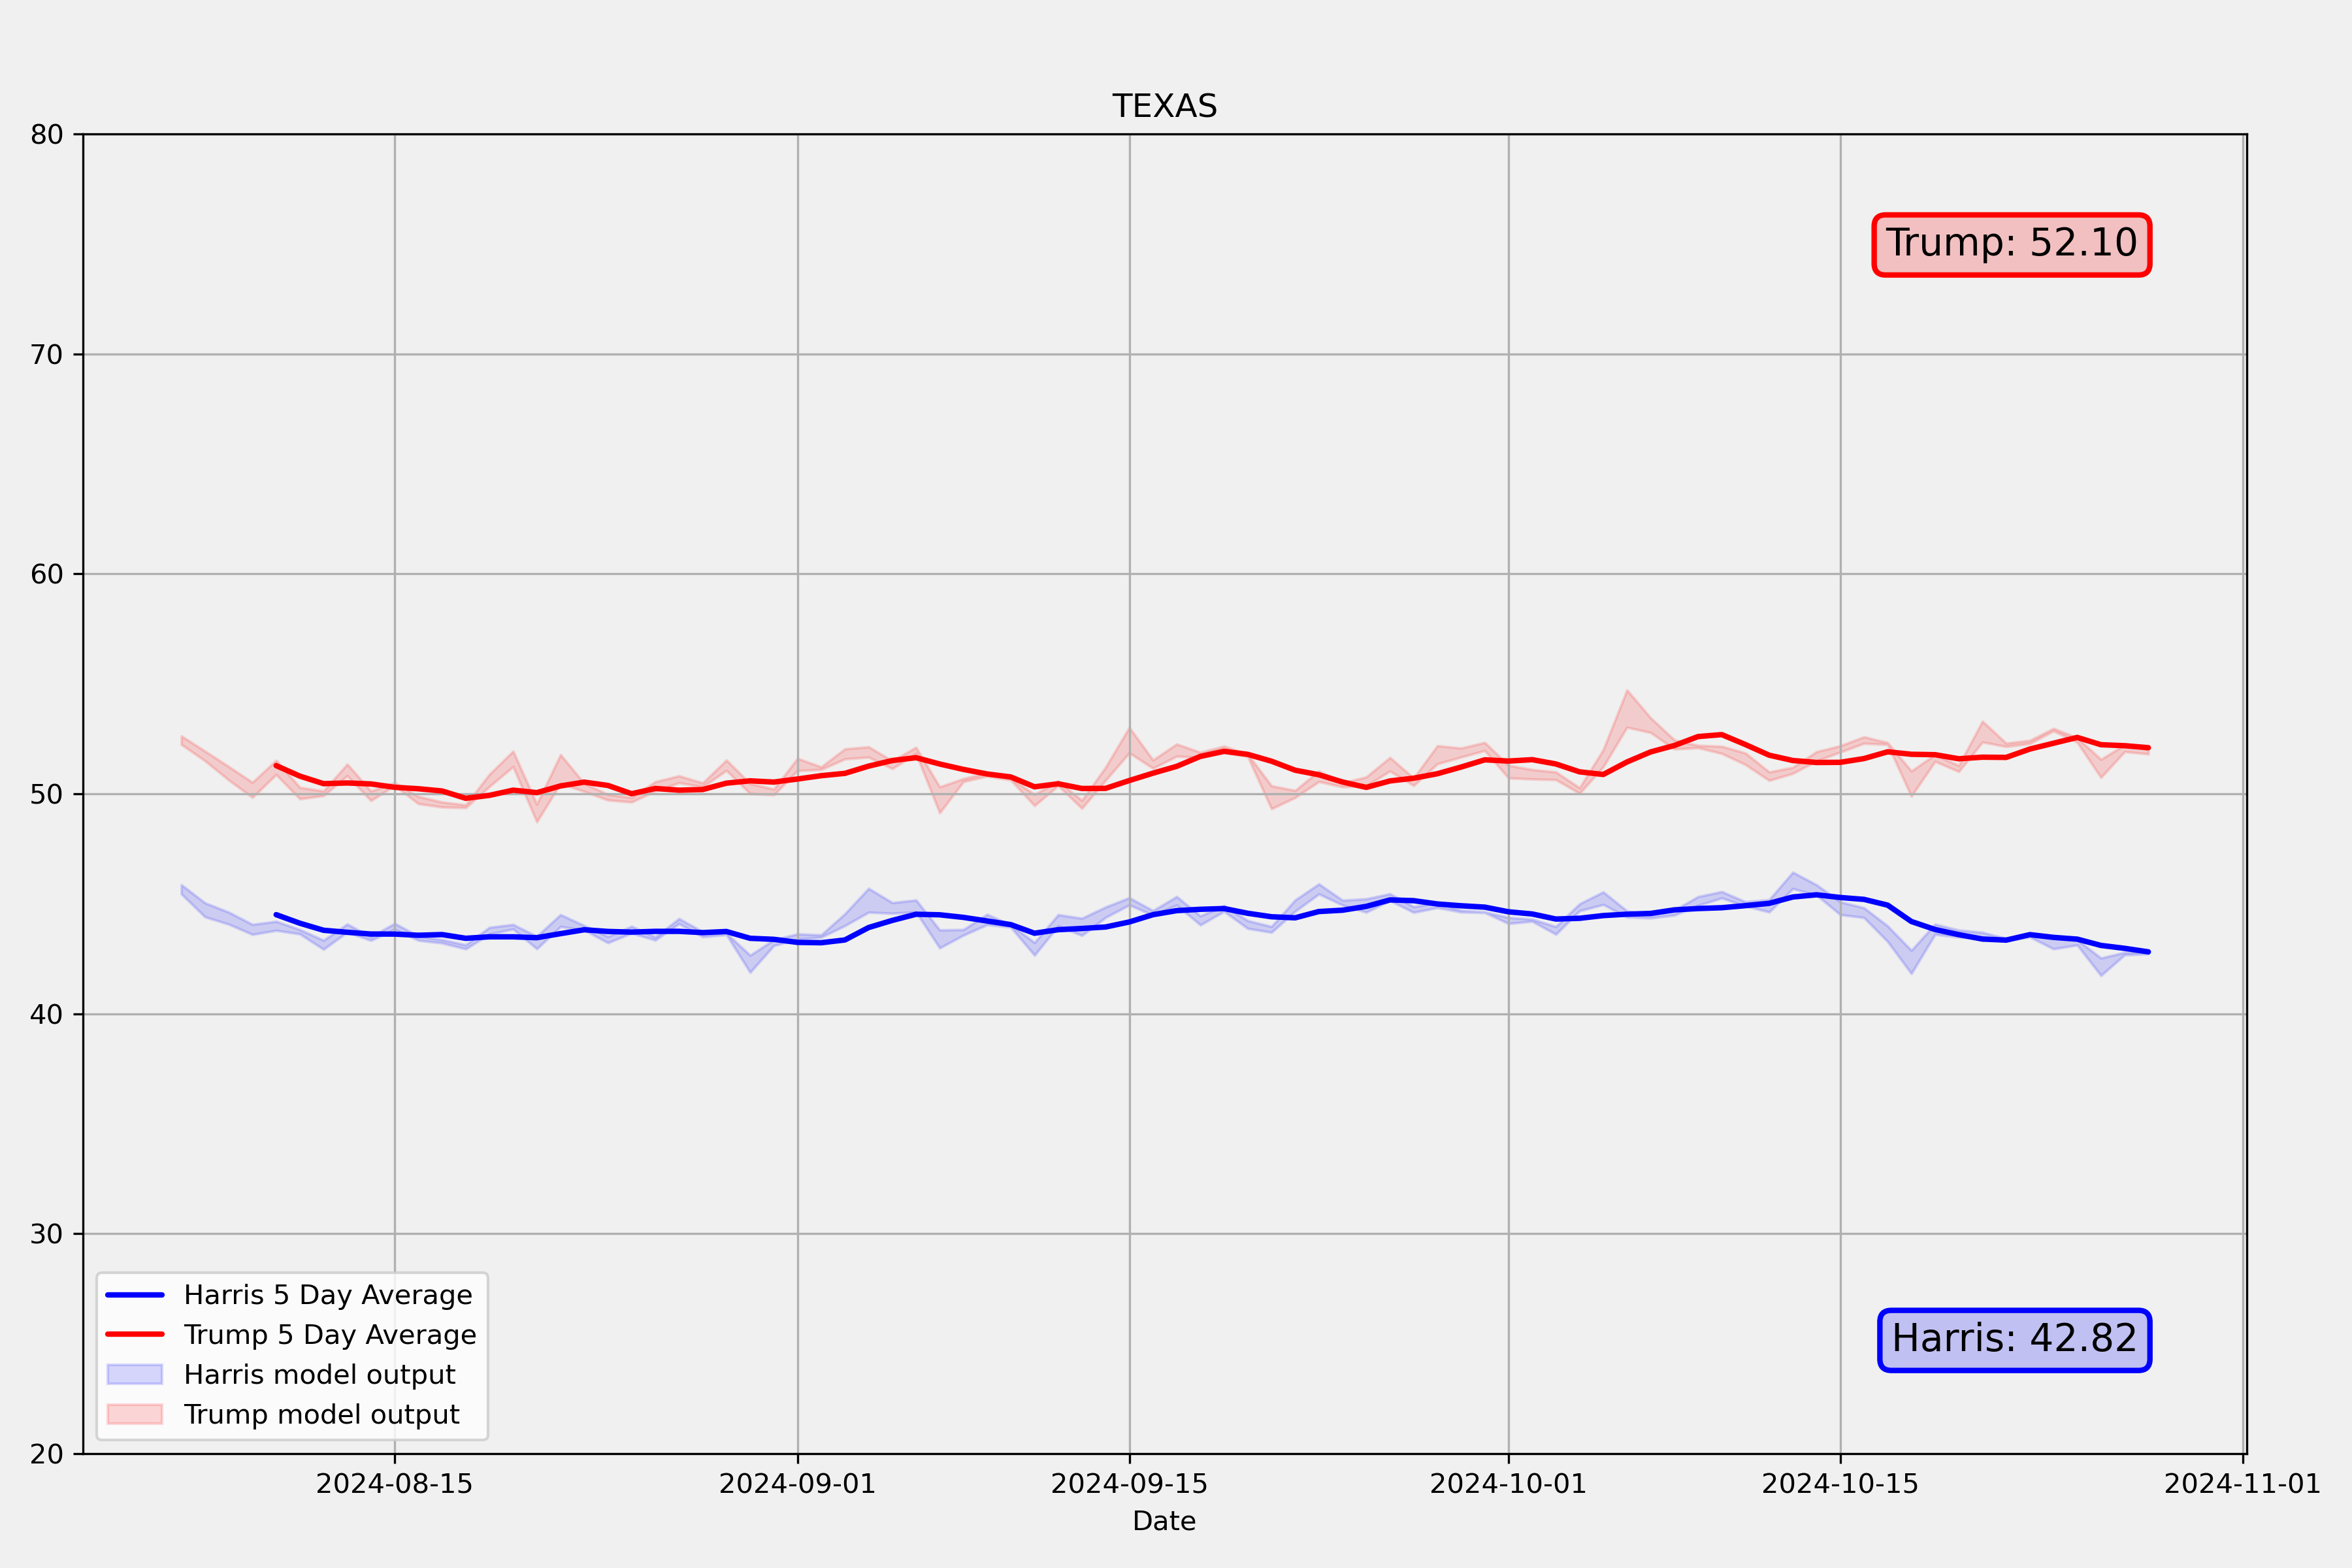 TEXAS
80
70
60
50
40
30
20
Trump: 52.10
Harris: 42.82
Harris 5 Day Average
Trump 5 Day Average
Harris model output
Trump model output
2024-08-15
2024-09-01
2024-09-15
2024-10-01
2024-10-15
2024-11-01
Date